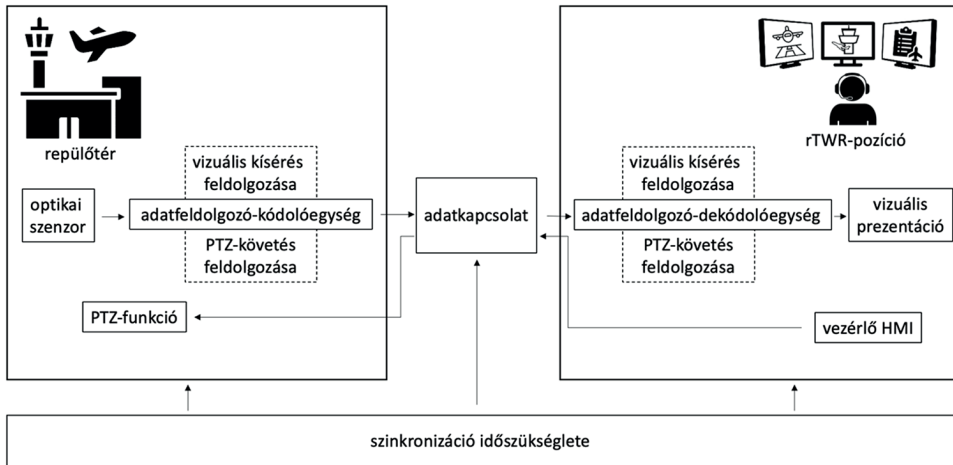 repülőtér
rTWR-pozíció
vizuális kísérés
feldolgozása
vizuális kísérés
feldolgozása
optikai
szenzor
adatfeldolgozó-kódolóegység
adatkapcsolat
adatfeldolgozó-dekódolóegység
vizuális
prezentáció
PTZ-követés
feldolgozása
PTZ-követés
feldolgozása
PTZ-funkció
vezérlő HMI
szinkronizáció időszükséglete